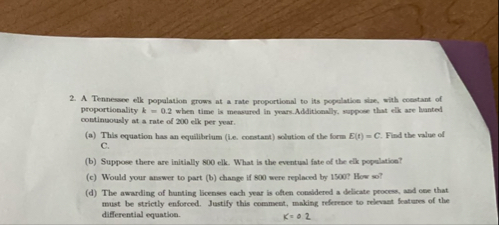 2. A Tennessee elk population grows at a rate proportional to its population size, with constant of
proportionality k = 0.2 when time is measured in years.Additionally, suppose that elk are hunted
continuously at a rate of 200 elk per year.
(a) This equation has an equilibrium (i.e. constant) solution of the form E(t) = C. Find the value of
C.
(b) Suppose there are initially 800 elk. What is the eventual fate of the elk population?
(c) Would your answer to part (b) change if 800 were replaced by 1500? How so?
(d) The awarding of hunting licenses each year is often considered a delicate process, and one that
must be strictly enforced. Justify this comment, making reference to relevant features of the
differential equation.
K = 0.2